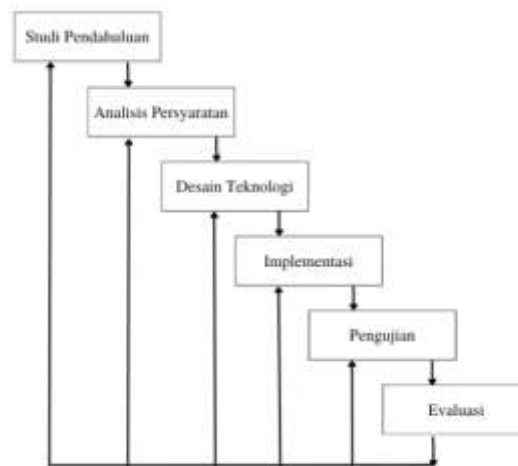 Studi Pendahuluan
Analisis Persyaratan
Desain Teknologi
Implementasi
Pengujian
Evaluasi